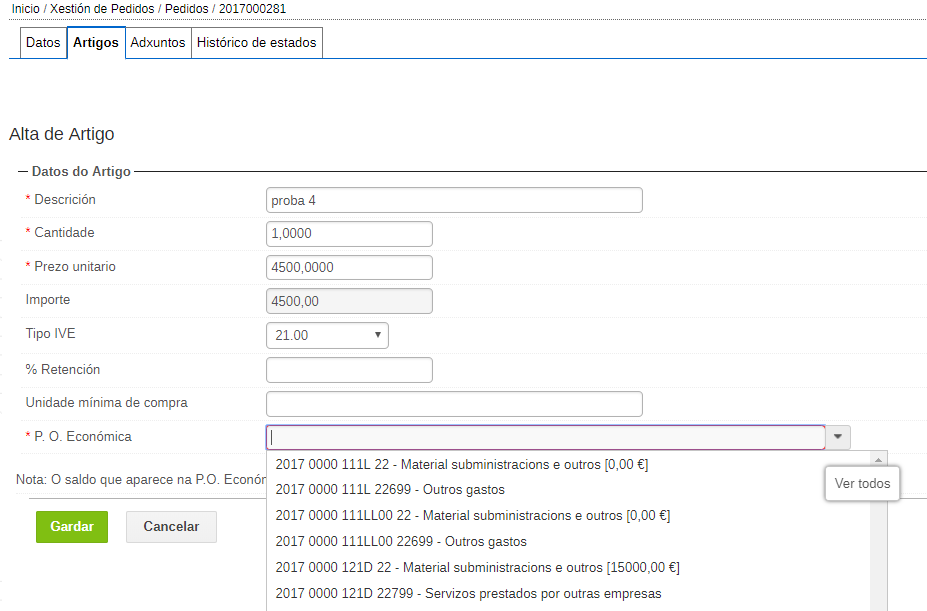 Inicio / Xestión de Pedidos / Pedidos / 2017000281
Datos Artigos Adxuntos Histórico de estados
Alta de Artigo
Datos do Artigo
* Descrición proba 4
* Cantidade 1,0000
* Prezo unitario 4500,0000
Importe 4500,00
Tipo IVE 21.00
% Retención
Unidade mínima de compra
* P. O. Económica
2017 0000 111L 22 - Material subministracions e outros [0,00 €]
Nota: O saldo que aparece na P.O. Econó
2017 0000 111L 22699 - Outros gastos
Ver todos
2017 0000 111LL00 22 - Material subministracions e outros [0,00 €]
Gardar Cancelar
2017 0000 111LL00 22699 - Outros gastos
2017 0000 121D 22 - Material subministracions e outros [15000,00 €]
2017 0000 121D 22799 - Servizos prestados por outras empresas